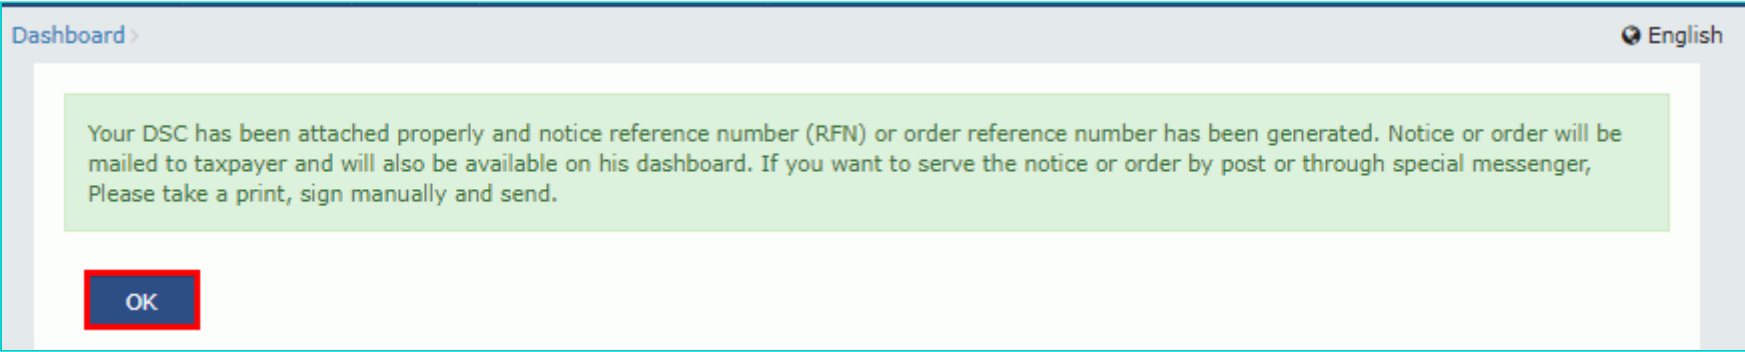 Dashboard
English
Your DSC has been attached properly and notice reference number (RFN) or order reference number has been generated. Notice or order will be
mailed to taxpayer and will also be available on his dashboard. If you want to serve the notice or order by post or through special messenger,
Please take a print, sign manually and send.
OK